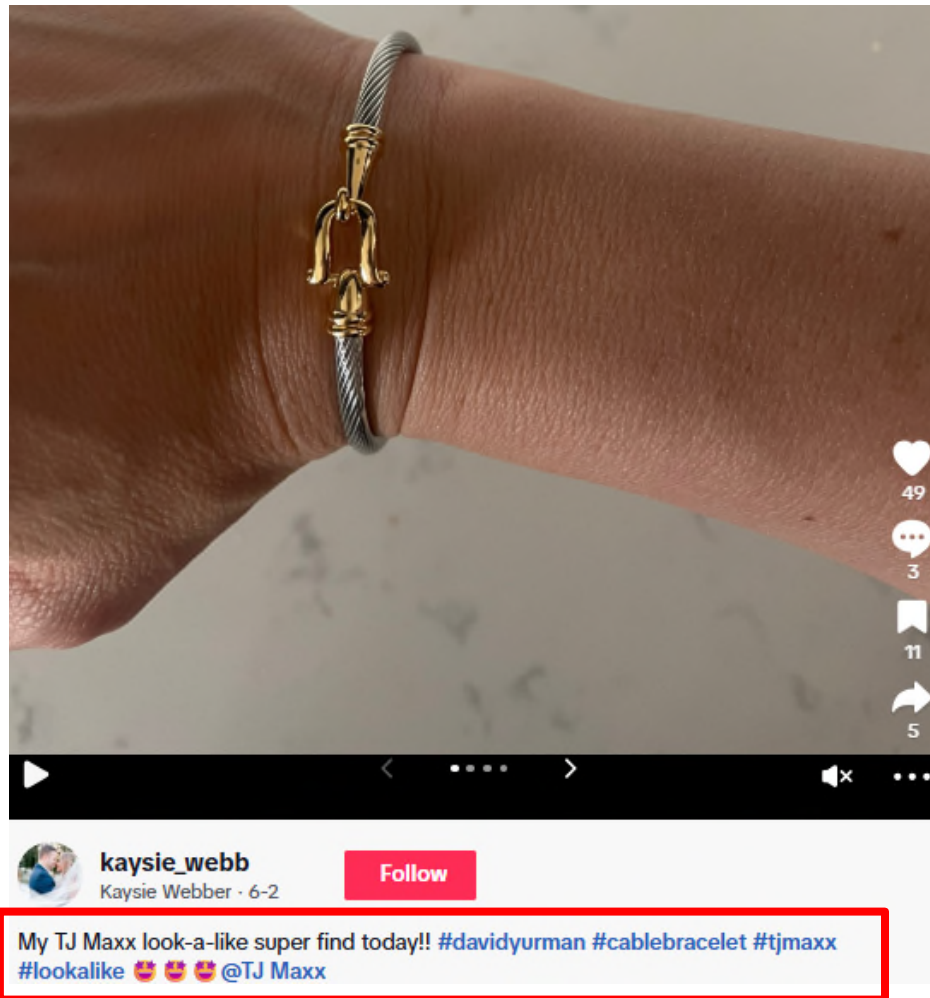 49
3
11
5
kaysie_webb
Kaysie Webber · 6-2
Follow
My TJ Maxx look-a-like super find today!! #davidyurman #cablebracelet #tjmaxx
#lookalike 🤩 🤩 🤩 @TJ Maxx